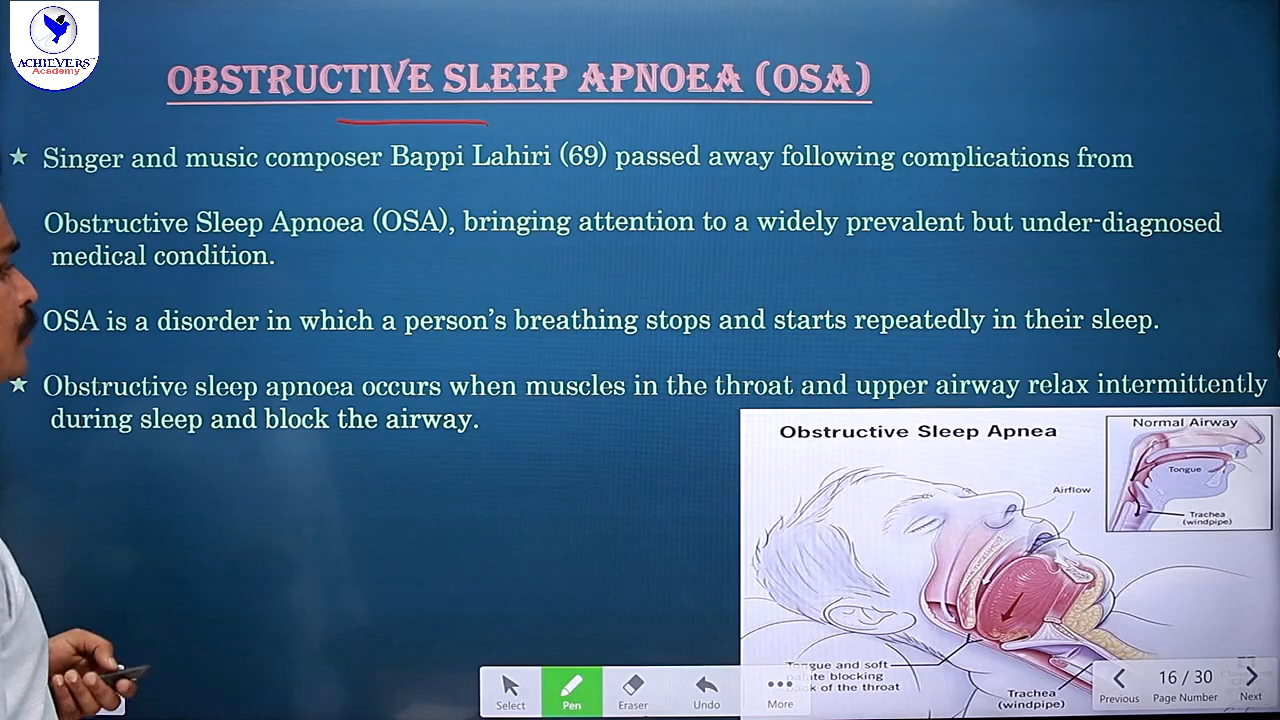 ACHIEVERS
Academy
OBSTRUCTIVE SLEEP APNOEA (OSA)
Singer and music composer Bappi Lahiri (69) passed away following complications from
Obstructive Sleep Apnoea (OSA), bringing attention to a widely prevalent but under-diagnosed
medical condition.
OSA is a disorder in which a person's breathing stops and starts repeatedly in their sleep.
Obstructive sleep apnoea occurs when muscles in the throat and upper airway relax intermittently
during sleep and block the airway.
Obstructive Sleep Apnea
Normal Airway
Tongue
Trachea
(windpipe)
Airflow
Tongue and soft
palate blocking
back of the throat
Trachea
(windpipe)
Select
Pen
Eraser
Undo
More
Previous
16 / 30
Page Number
Next